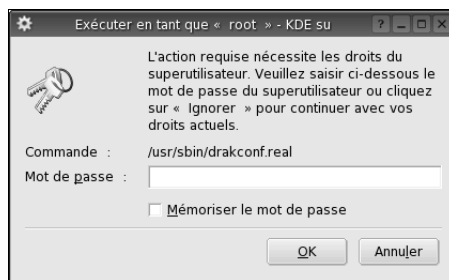 Exécuter en tant que « root » - KDE su
L'action requise nécessite les droits du
superutilisateur. Veuillez saisir ci-dessous le
mot de passe du superutilisateur ou cliquez
sur « Ignorer » pour continuer avec vos
droits actuels.
Commande : /usr/sbin/drakconf.real
Mot de passe :
Mémoriser le mot de passe
OK Annuler